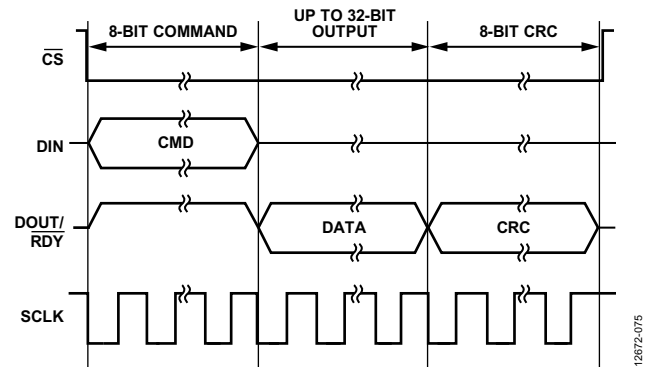 8-BIT COMMAND
UP TO 32-BIT
OUTPUT
8-BIT CRC
CS
DIN
CMD
DOUT/
RDY
DATA
CRC
SCLK
12672-075